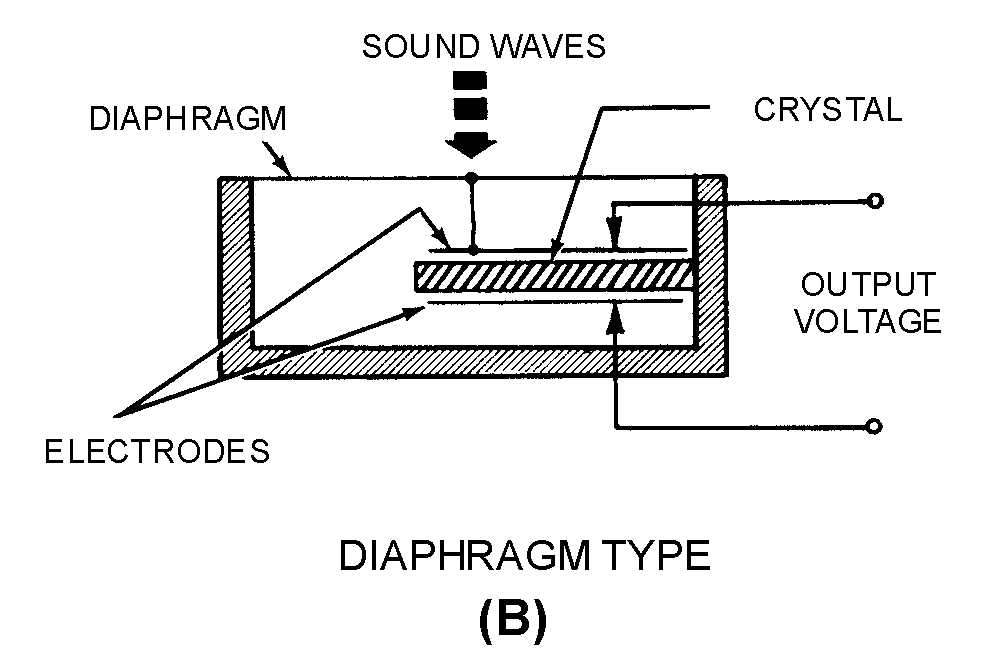 SOUND WAVES
DIAPHRAGM
CRYSTAL
OUTPUT
VOLTAGE
ELECTRODES
DIAPHRAGM TYPE
(B)